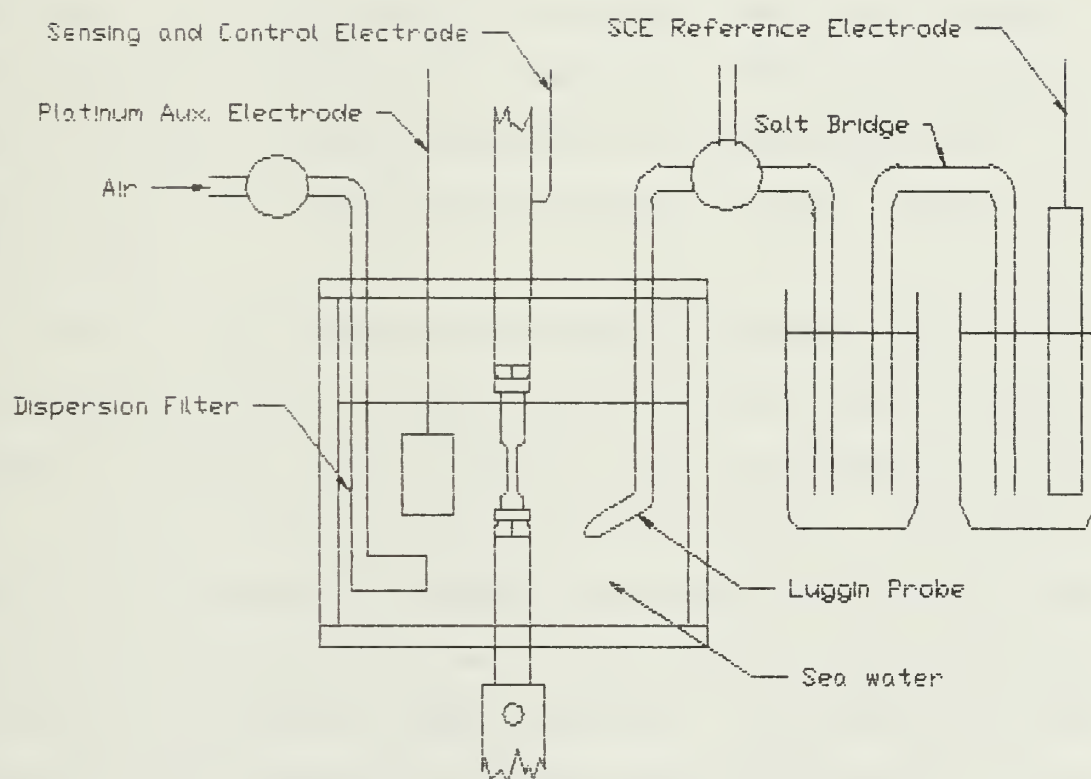 Sensing and Control Electrode
SCE Reference Electrode
Platinum Aux. Electrode
Salt Bridge
Air
Dispersion Filter
Luggin Probe
Sea water